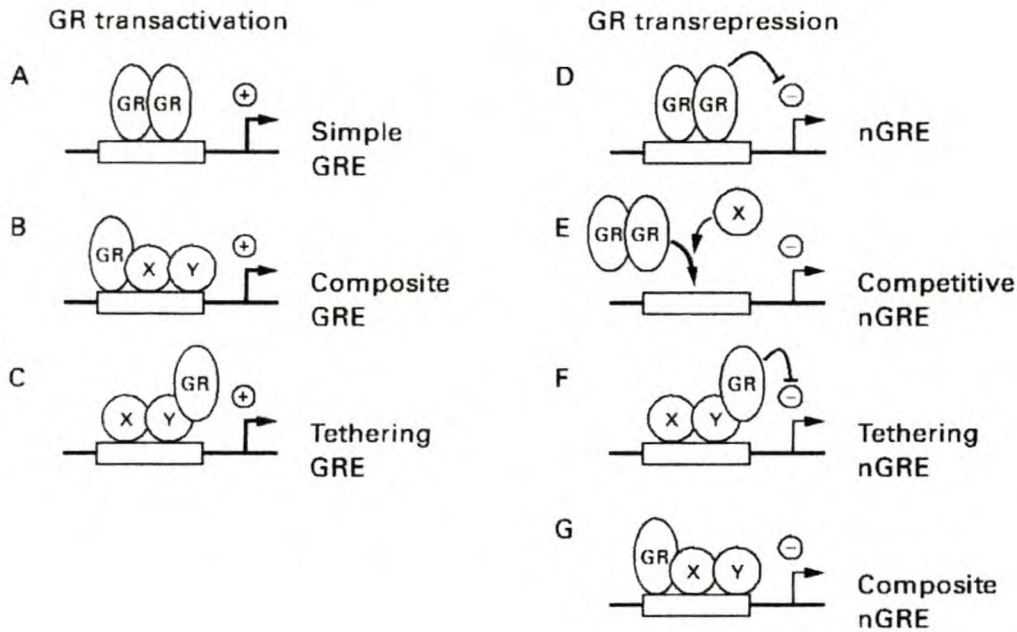 GR transactivation
A
GR GR
+
Simple
GRE
B
GR
X
Y
+
Composite
GRE
C
X
Y
GR
+
Tethering
GRE
GR transrepression
D
GR GR
−
nGRE
E
GR GR
X
−
Competitive
nGRE
F
X
Y
GR
−
Tethering
nGRE
G
GR
X
Y
−
Composite
nGRE